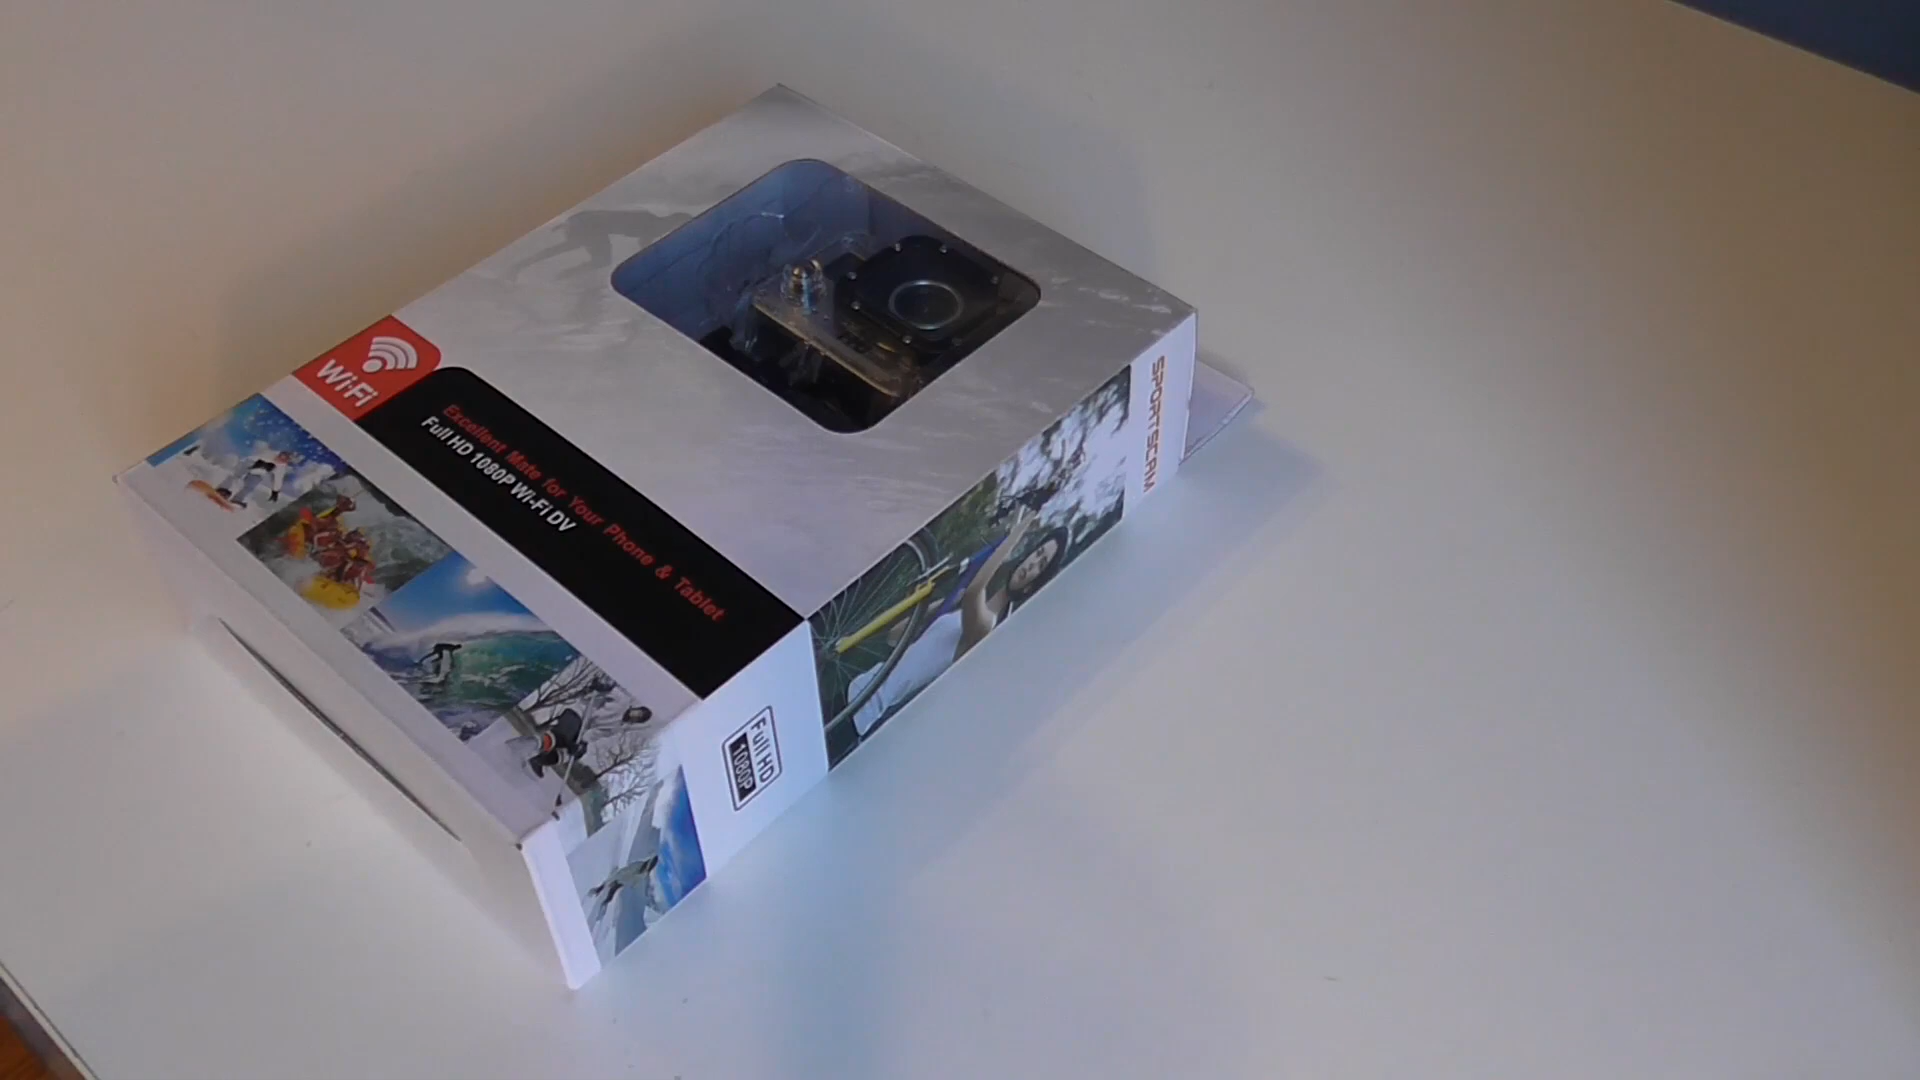 Wi-Fi
Excellent Mate for Your Phone & Tablet
Full HD 1080P Wi-Fi DV
SPORTSCAM
Full HD
1080P